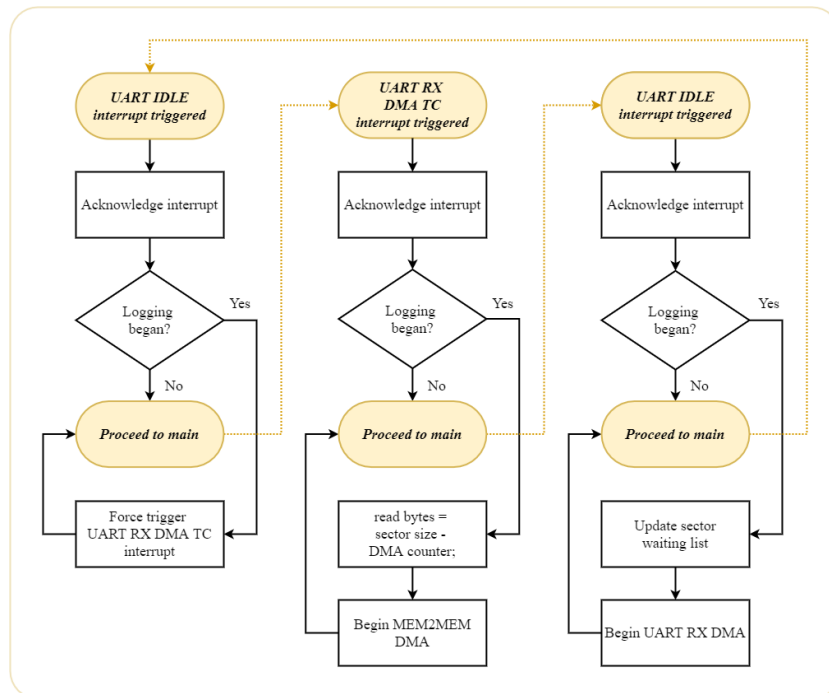 UART IDLE
interrupt triggered
Acknowledge interrupt
Logging
began?
Yes
No
Proceed to main
Force trigger
UART RX DMA TC
interrupt
UART RX
DMA TC
interrupt triggered
Acknowledge interrupt
Logging
began?
Yes
No
Proceed to main
read bytes =
sector size -
DMA counter;
Begin MEM2MEM
DMA
UART IDLE
interrupt triggered
Acknowledge interrupt
Logging
began?
Yes
No
Proceed to main
Update sector
waiting list
Begin UART RX DMA